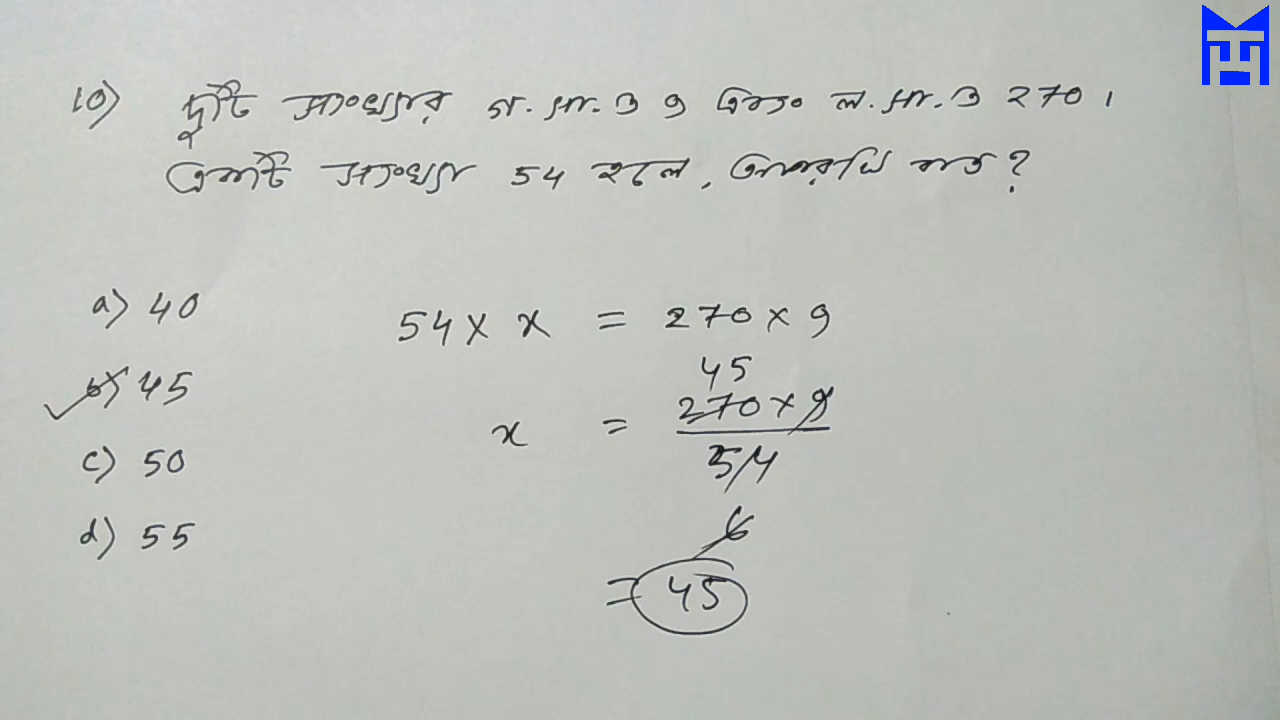 10) দুটি সংখ্যার গ.সা.গু 9 এবং ল.সা.গু 270।
একটি সংখ্যা 54 হলে, অপরটি কত?
a) 40
b) 45
c) 50
d) 55
54 × x = 270 × 9
45
x = 270 × 9
54
6
= 45